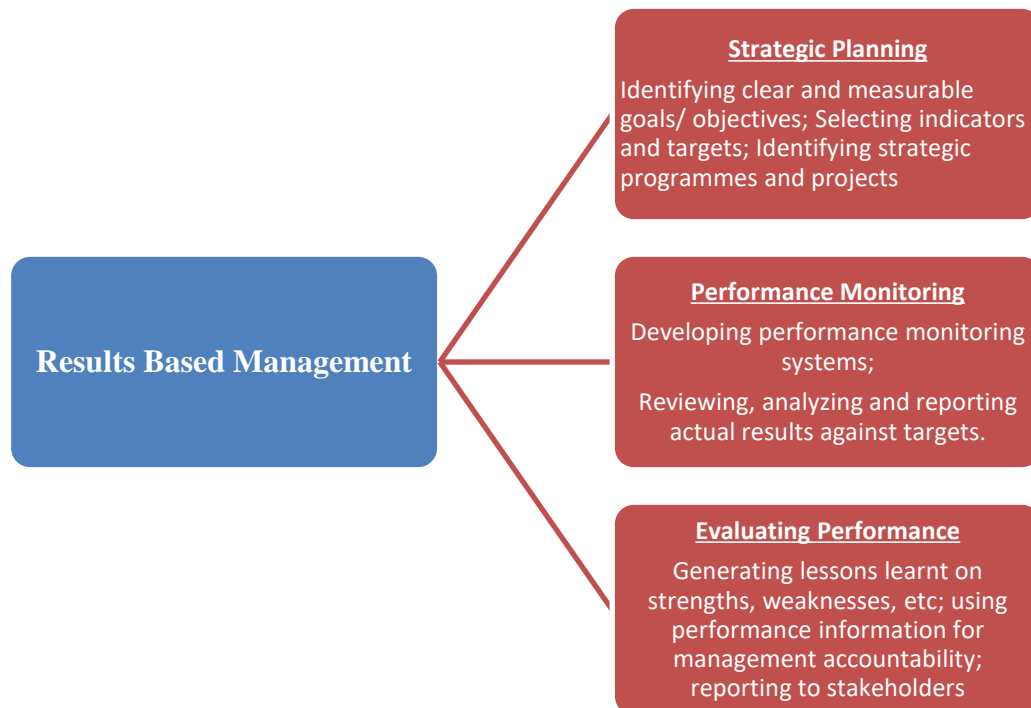 Strategic Planning
Identifying clear and measurable
goals/ objectives; Selecting indicators
and targets; Identifying strategic
programmes and projects
Results Based Management
Performance Monitoring
Developing performance monitoring
systems;
Reviewing, analyzing and reporting
actual results against targets.
Evaluating Performance
Generating lessons learnt on
strengths, weaknesses, etc; using
performance information for
management accountability;
reporting to stakeholders